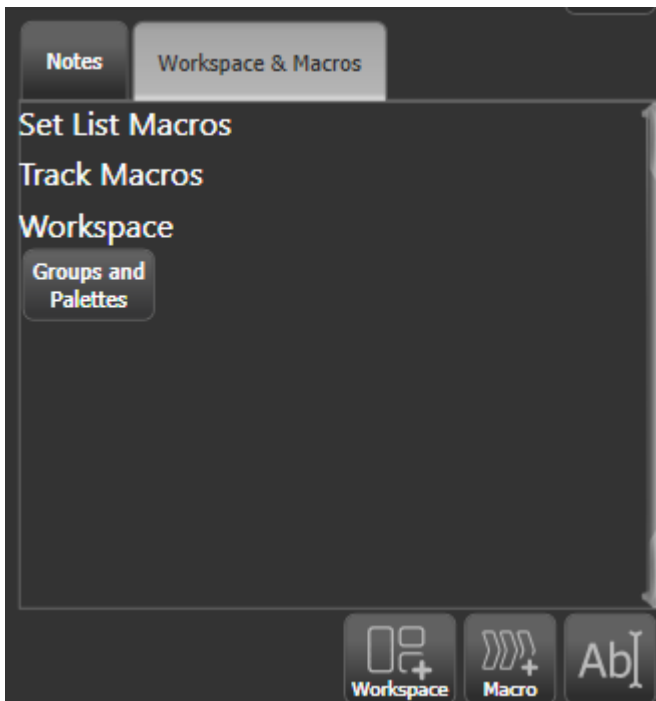 Notes
Workspace & Macros
Set List Macros
Track Macros
Workspace
Groups and
Palettes
Workspace
Macro
Ab